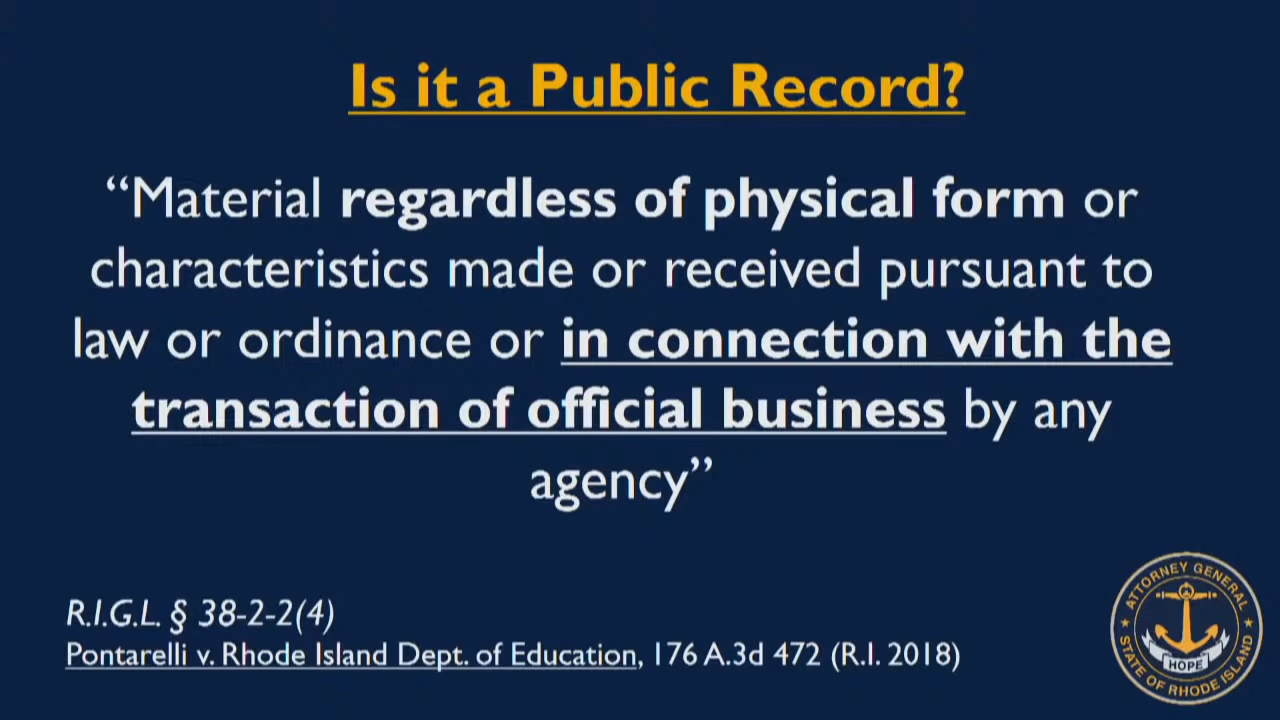 Is it a Public Record?
“Material regardless of physical form or
characteristics made or received pursuant to
law or ordinance or in connection with the
transaction of official business by any
agency”
R.I.G.L. § 38-2-2(4)
Pontarelli v. Rhode Island Dept. of Education, 176 A.3d 472 (R.I. 2018)
ATTORNEY GENERAL
HOPE
STATE OF RHODE ISLAND